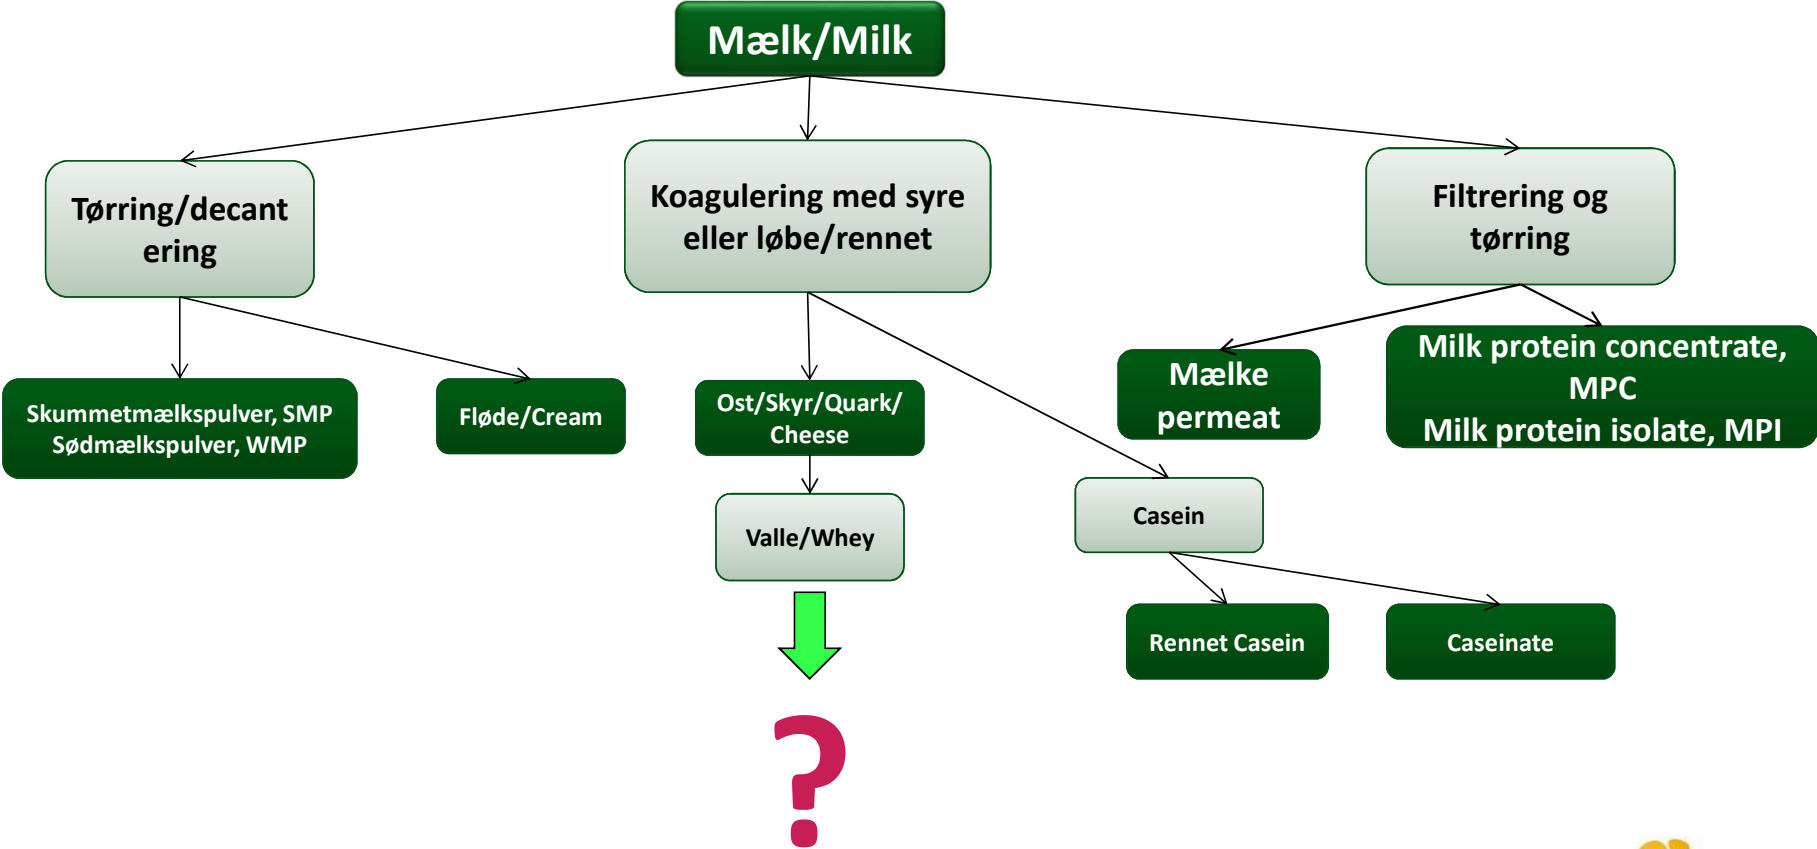 Mælk/Milk
Tørring/decant
ering
Koagulering med syre
eller løbe/rennet
Filtrering og
tørring
Skummetmælkspulver, SMP
Sødmælkspulver, WMP
Fløde/Cream
Ost/Skyr/Quark/
Cheese
Mælke
permeat
Milk protein concentrate,
MPC
Milk protein isolate, MPI
Valle/Whey
Casein
Rennet Casein
Caseinate
?